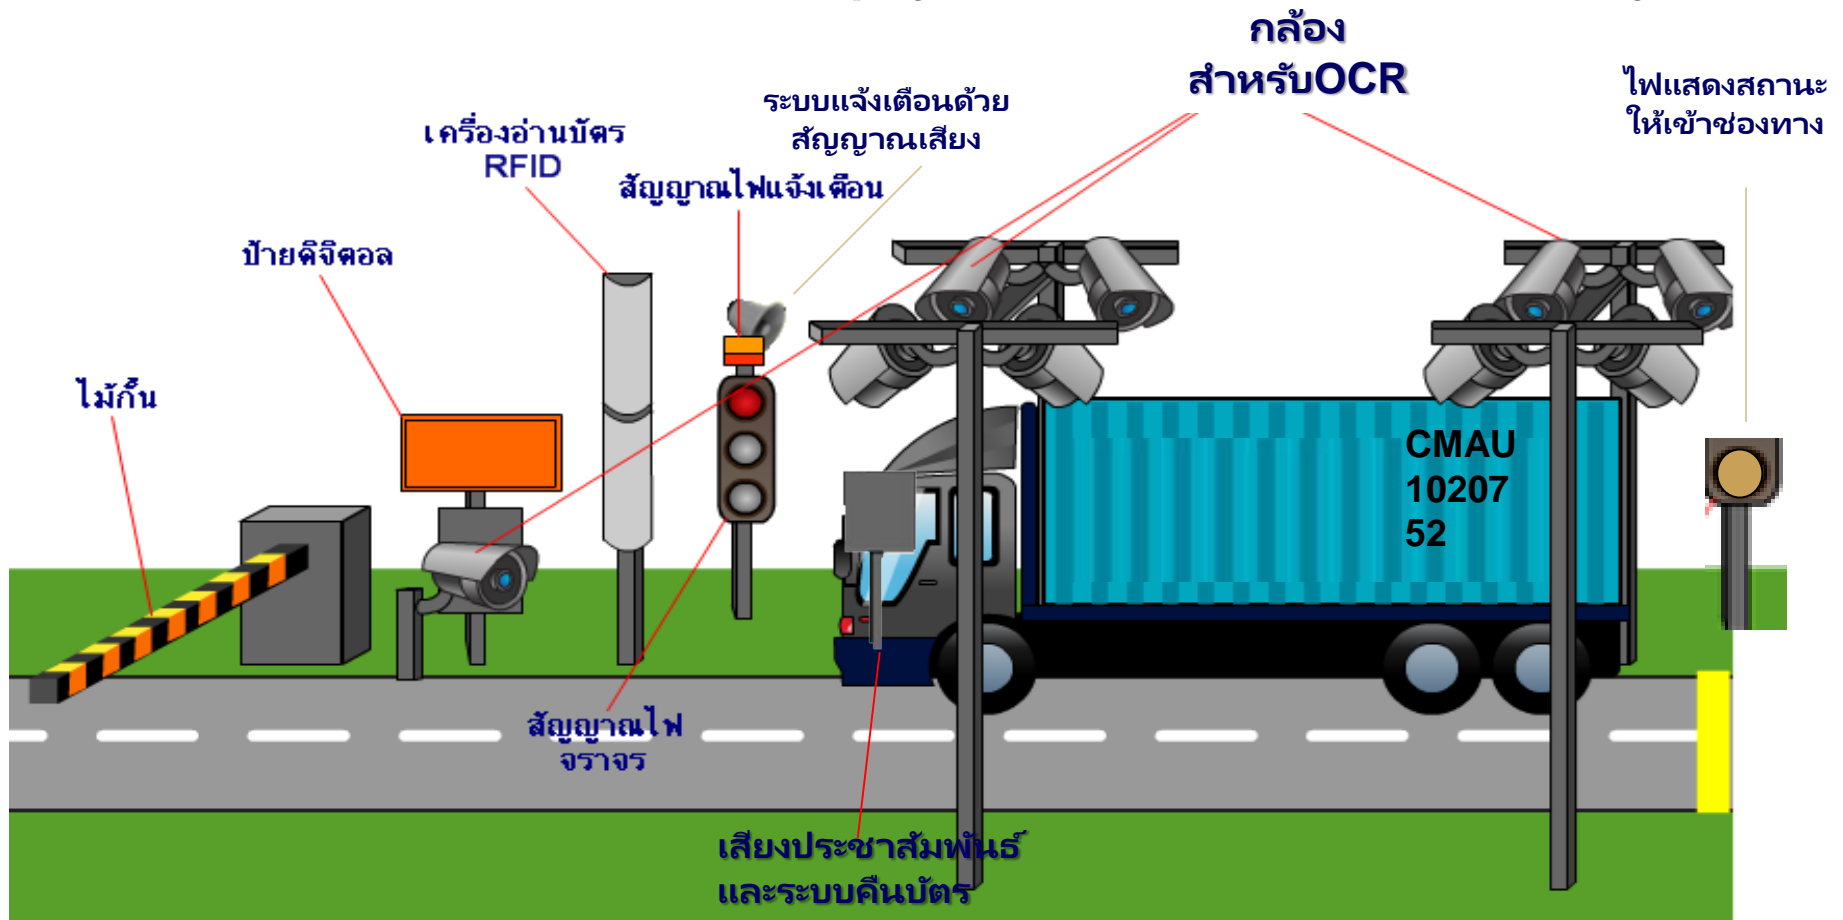 กล้อง
สำหรับOCR
ไฟแสดงสถานะ
ให้เข้าช่องทาง
ระบบแจ้งเตือนด้วย
สัญญาณเสียง
เครื่องอ่านบัตร
RFID
สัญญาณไฟแจ้งเตือน
ป้ายดิจิตอล
ไม้กั้น
CMAU
10207
52
สัญญาณไฟ
จราจร
เสียงประชาสัมพันธ์
และระบบคืนบัตร